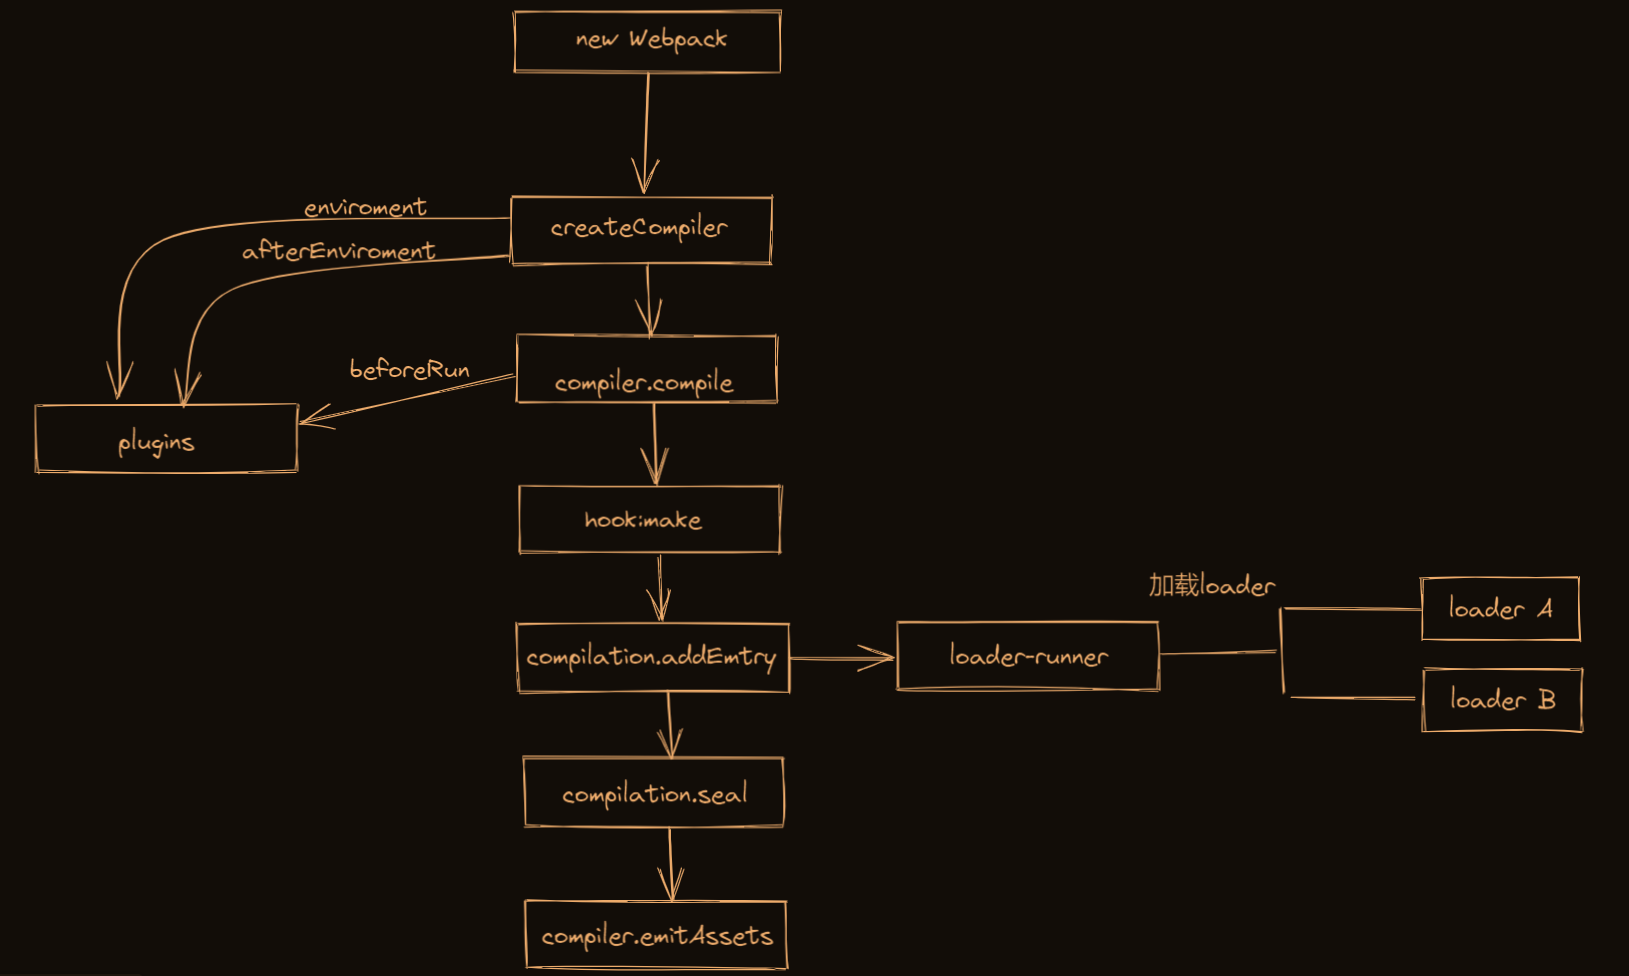 new Webpack
enviroment
createCompiler
afterEnviroment
beforeRun
compiler.compile
plugins
hook:make
加载loader
loader A
compilation.addEmtry
loader-runner
loader B
compilation.seal
compiler.emitAssets